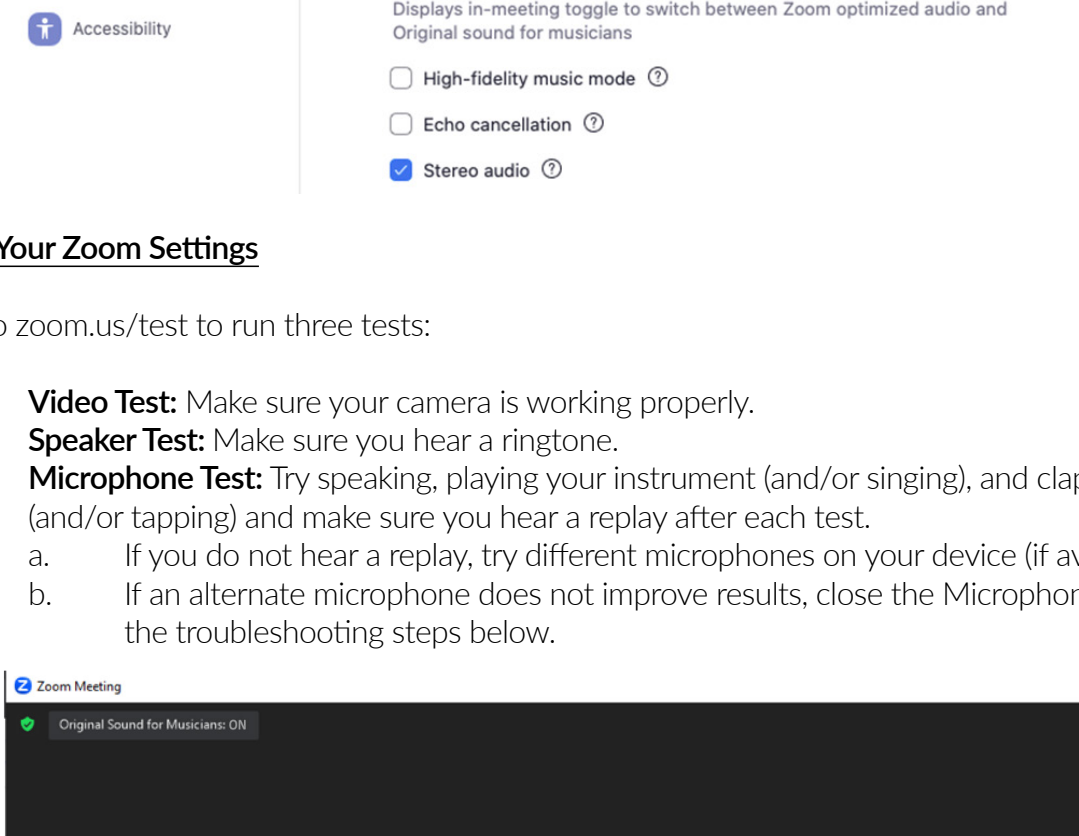 Displays in-meeting toggle to switch between Zoom optimized audio and
Accessibility
Original sound for musicians
High-fidelity music mode
Echo cancellation
Stereo audio
Your Zoom Settings
zoom.us/test to run three tests:
Video Test: Make sure your camera is working properly.
Speaker Test: Make sure you hear a ringtone.
Microphone Test: Try speaking, playing your instrument (and/or singing), and
(and/or tapping) and make sure you hear a replay after each test.
a. If you do not hear a replay, try different microphones on your device (if
b. If an alternate microphone does not improve results, close the
the troubleshooting steps below.
Zoom Meeting
Original Sound for Musicians: ON